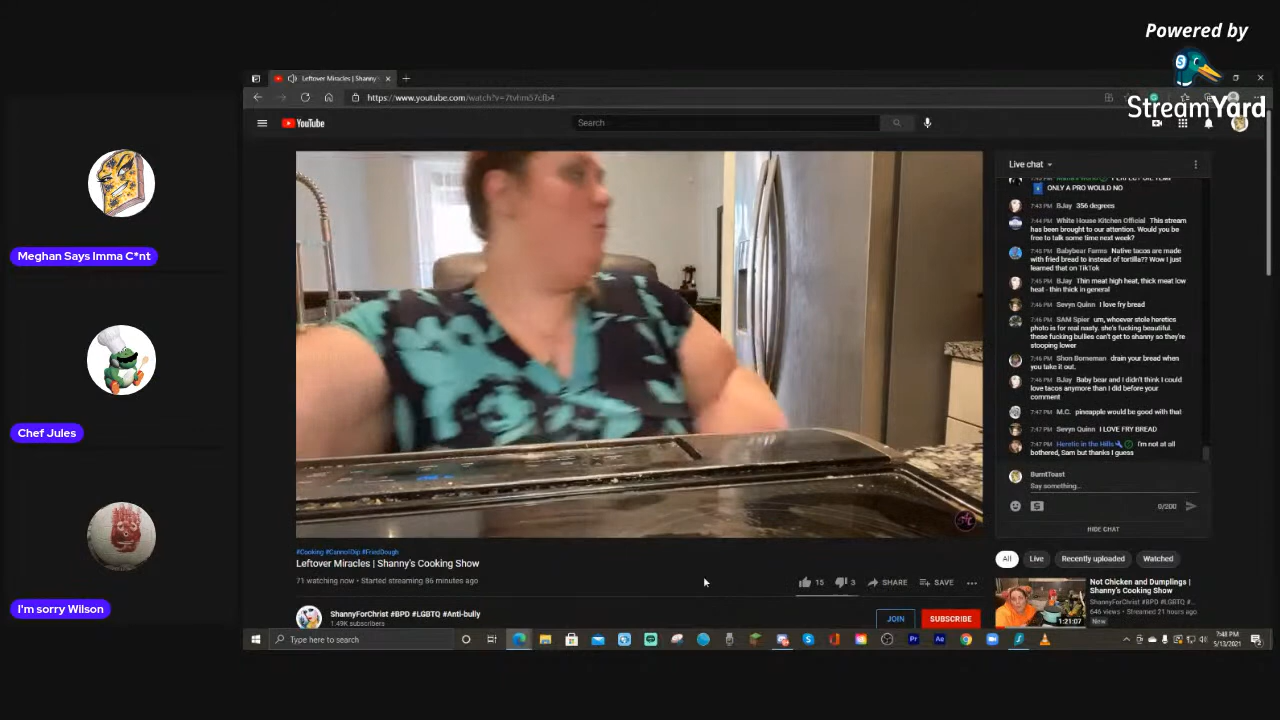 Powered by
StreamYard
Leftover Miracles | Shanny'
https://www.youtube.com/watch?v=7tvhm57cfb4
YouTube
Search
Meghan Says Imma C*nt
Chef Jules
I'm sorry Wilson
Live chat
ONLY A PRO WOULD NO
7:43 PM BJay 356 degrees
7:44 PM White House Kitchen Official This stream
has been brought to our attention. Would you be
free to talk some time next week?
Babybear Farms Native tacos are made
with fried bread to instead of tortilla?? Wow I just
learned that on TikTok
7:45 PM BJay Thin meat high heat, thick meat low
heat - thin thick in general
7:46 PM Sevyn Quinn I love fry bread
7:46 PM SAM Spier um, whoever stole heretics
photo is for real nasty. she's fucking beautiful.
these fucking bullies can't get to shanny so they're
stooping lower
7:46 PM Shon Borneman drain your bread when
you take it out.
7:46 PM BJay Baby bear and I didn't think I could
love tacos anymore than I did before your
comment
7:47 PM M.C. pineapple would be good with that
7:47 PM Sevyn Quinn I LOVE FRY BREAD
7:47 PM Heretic in the Hills I'm not at all
bothered, Sam but thanks I guess
BurntToast
Say something...
0/200
HIDE CHAT
#Cooking #CannoliDip #FriedDough
Leftover Miracles | Shanny's Cooking Show
71 watching now • Started streaming 86 minutes ago
15
3
SHARE
SAVE
ShannyForChrist #BPD #LGBTQ #Anti-bully
1.49K subscribers
JOIN
SUBSCRIBE
All
Live
Recently uploaded
Watched
Not Chicken and Dumplings |
Shanny's Cooking Show
ShannyForChrist #BPD #LGBTQ #...
646 views • Streamed 21 hours ago
New
1:21:07
Type here to search
7:48 PM
5/13/2021